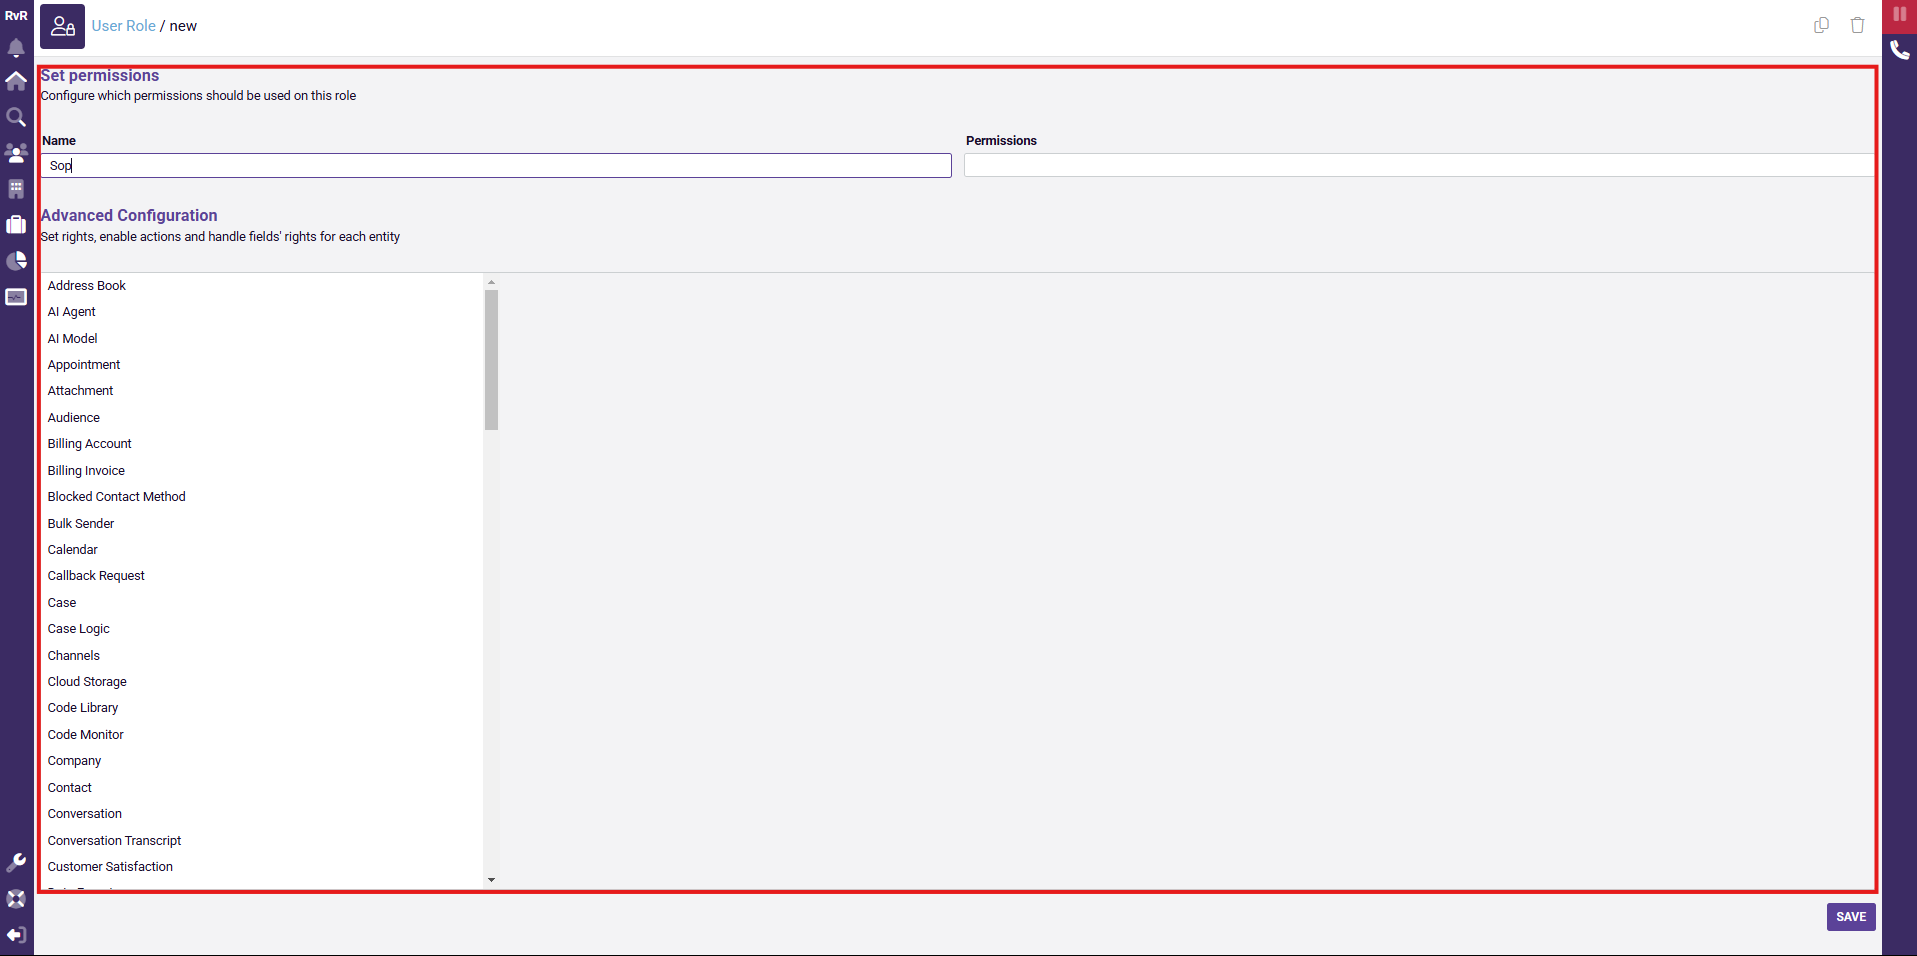 RvR
User Role / new
Set permissions
Configure which permissions should be used on this role
Name
Permissions
Sop
Advanced Configuration
Set rights, enable actions and handle fields' rights for each entity
Address Book
AI Agent
AI Model
Appointment
Attachment
Audience
Billing Account
Billing Invoice
Blocked Contact Method
Bulk Sender
Calendar
Callback Request
Case
Case Logic
Channels
Cloud Storage
Code Library
Code Monitor
Company
Contact
Conversation
Conversation Transcript
Customer Satisfaction
SAVE